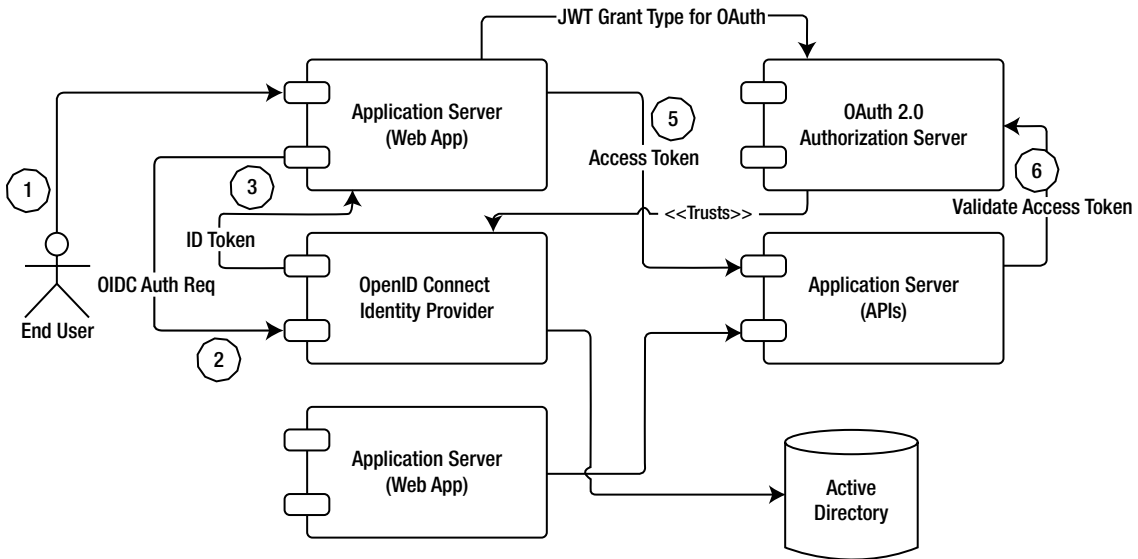 JWT Grant Type for OAuth
Application Server
(Web App)
OAuth 2.0
Authorization Server
5
Access Token
1
3
6
<<Trusts>>
Validate Access Token
ID Token
OIDC Auth Req
OpenID Connect
Identity Provider
Application Server
(APIs)
End User
2
Application Server
(Web App)
Active
Directory